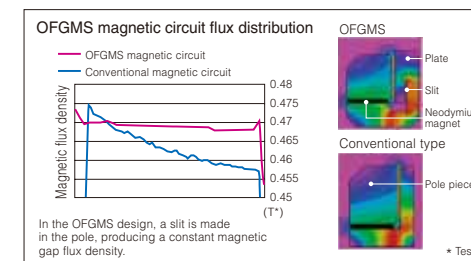 OFGMS magnetic circuit flux distribution
OFGMS magnetic circuit
Conventional magnetic circuit
Magnetic flux density
0.48
0.475
0.47
0.465
0.46
0.455
0.45
(T*)
In the OFGMS design, a slit is made
in the pole, producing a constant magnetic
gap flux density.
OFGMS
Plate
Slit
magnet
Conventional type
Pole piece